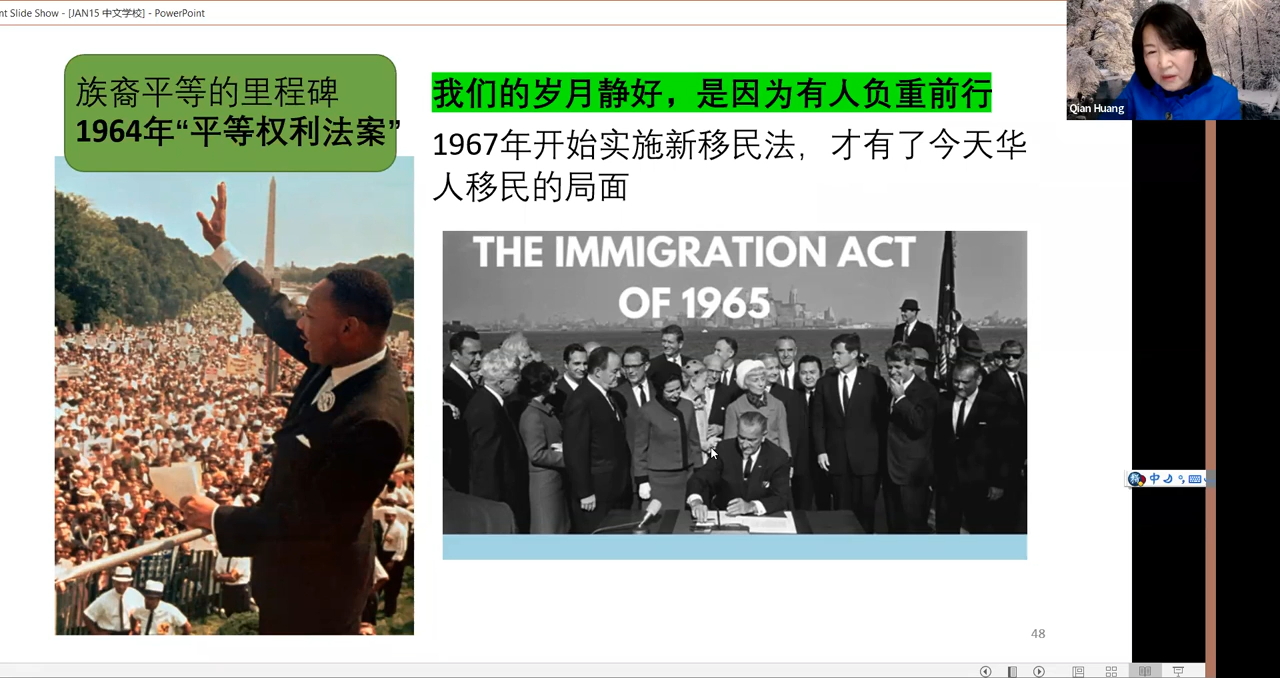 nt Slide Show - [JAN15 中文学校] - PowerPoint
族裔平等的里程碑
1964年“平等权利法案”
我们的岁月静好，是因为有人负重前行
1967年开始实施新移民法，才有了今天华
人移民的局面
THE IMMIGRATION ACT
OF 1965
Qian Huang
中
48